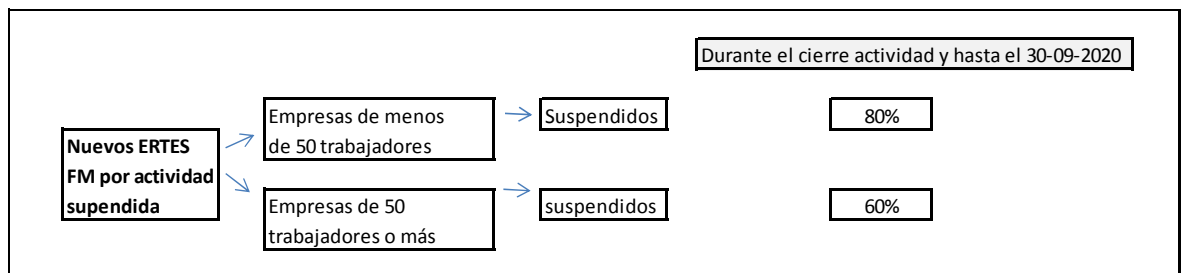 Durante el cierre actividad y hasta el 30-09-2020
Nuevos ERTES
FM por actividad
supendida
Empresas de menos
de 50 trabajadores
Suspendidos
80%
Empresas de 50
trabajadores o más
suspendidos
60%